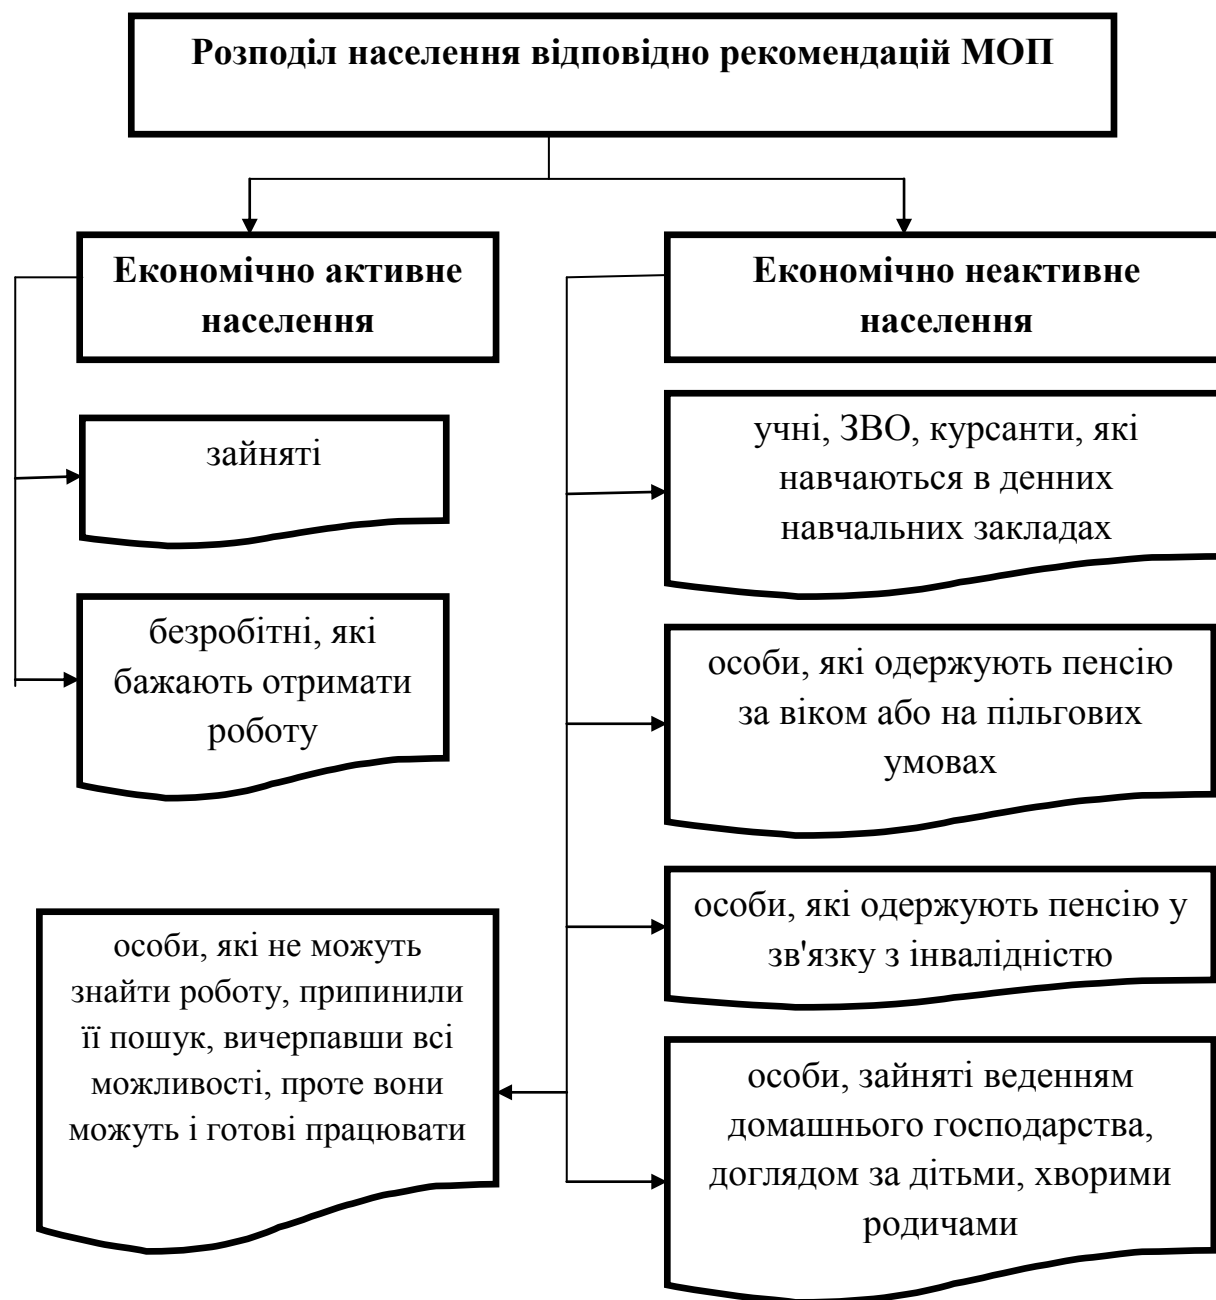 Розподіл населення відповідно рекомендацій МОП
Економічно активне
населення
зайняті
безробітні, які
бажають отримати
роботу
Економічно неактивне
населення
учні, ЗВО, курсанти, які
навчаються в денних
навчальних закладах
особи, які одержують пенсію
за віком або на пільгових
умовах
особи, які одержують пенсію у
зв'язку з інвалідністю
особи, які не можуть
знайти роботу, припинили
її пошук, вичерпавши всі
можливості, проте вони
можуть і готові працювати
особи, зайняті веденням
домашнього господарства,
доглядом за дітьми, хворими
родичами